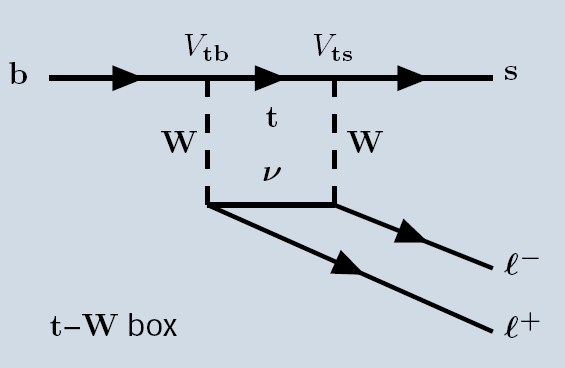 V_tb V_ts
b s
t
W W
ν
ℓ⁻
t–W box ℓ⁺